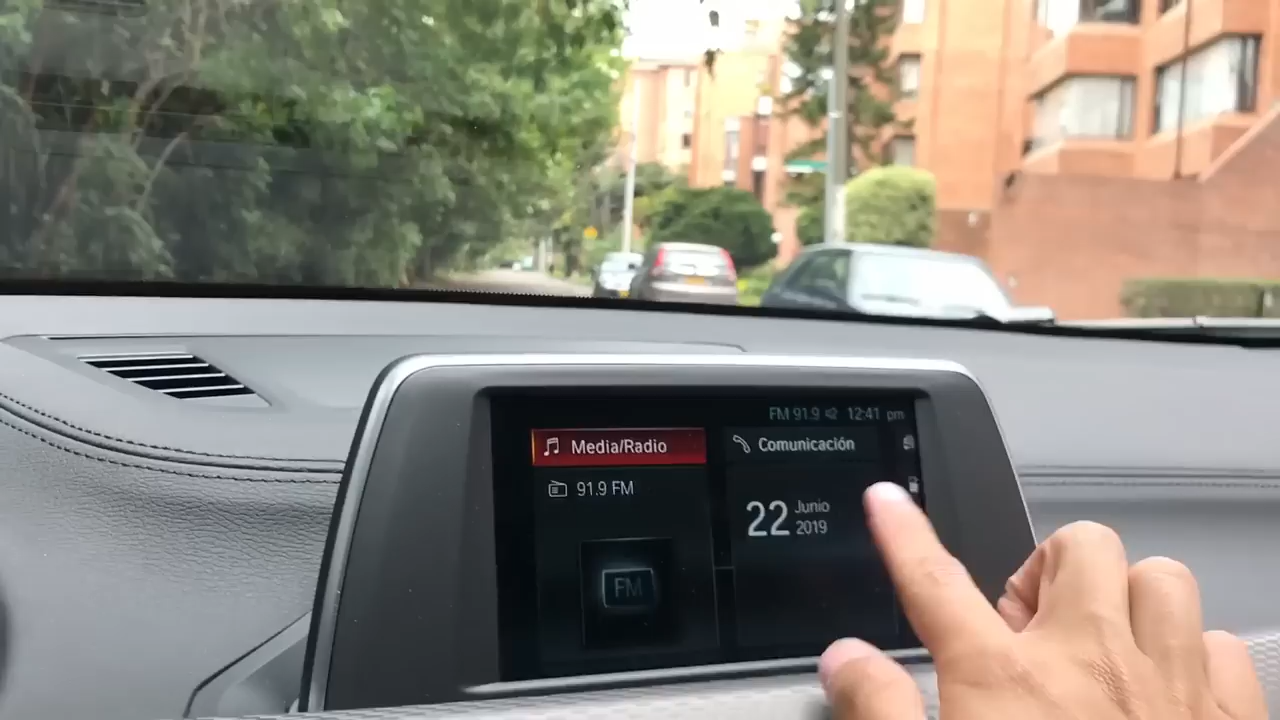 FM 91.9 12:41 pm
Media/Radio
91.9 FM
FM
Comunicación
22 Junio
2019